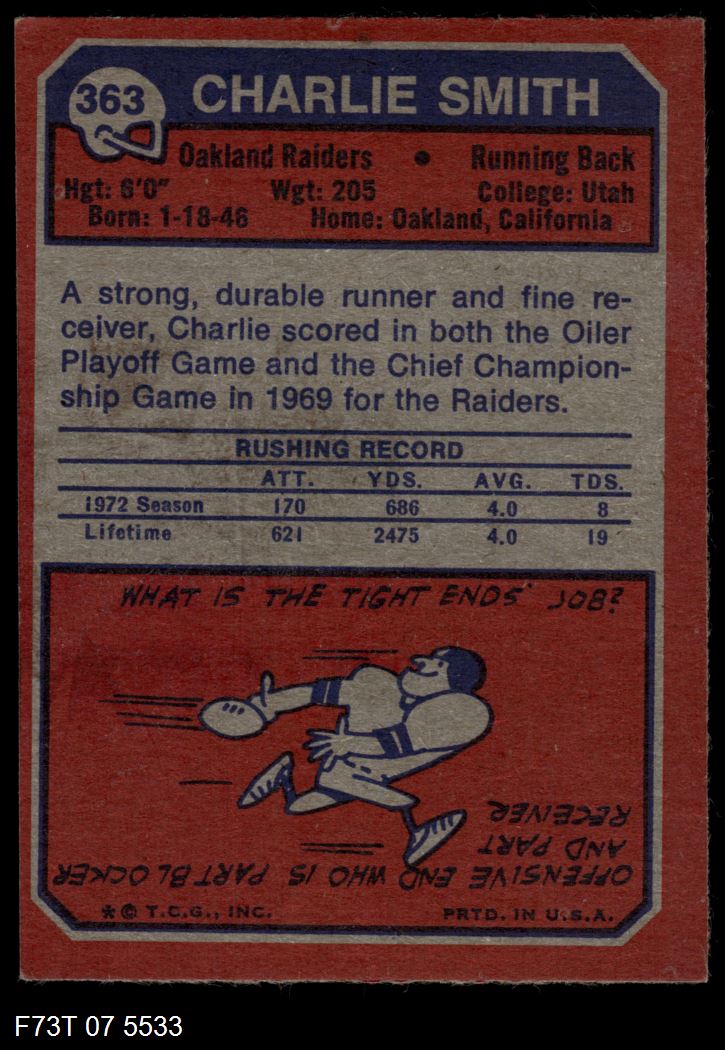 363
CHARLIE SMITH
Oakland Raiders • Running Back
Hgt: 6'0" Wgt: 205 College: Utah
Born: 1-18-46 Home: Oakland, California
A strong, durable runner and fine re-
ceiver, Charlie scored in both the Oiler
Playoff Game and the Chief Champion-
ship Game in 1969 for the Raiders.
RUSHING RECORD
ATT. YDS. AVG. TDS.
1972 Season 170 686 4.0 8
Lifetime 621 2475 4.0 19
WHAT IS THE TIGHT ENDS' JOB?
OFFENSIVE END WHO IS PART BLOCKER
AND PART
RECEIVER
* © T.C.G., INC. PRTD. IN U.S.A.
F73T 07 5533